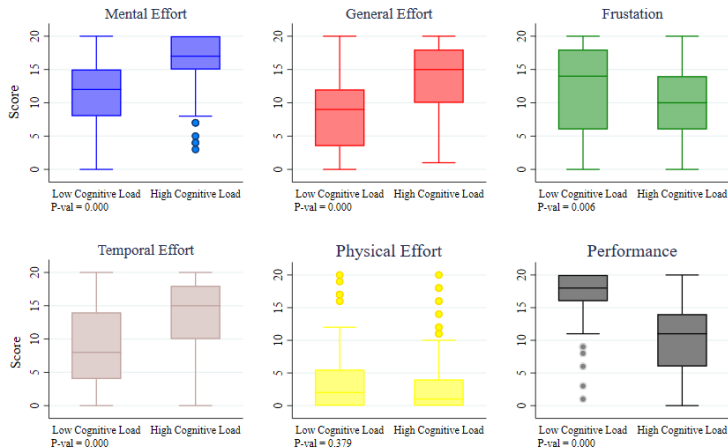 Mental Effort
General Effort
Frustation
Score
20
15
10
5
0
20
15
10
5
0
20
15
10
5
0
Low Cognitive Load High Cognitive Load
Low Cognitive Load High Cognitive Load
Low Cognitive Load High Cognitive Load
P-val = 0.000
P-val = 0.000
P-val = 0.006
Temporal Effort
Physical Effort
Performance
Score
20
15
10
5
0
20
15
10
5
0
20
15
10
5
0
Low Cognitive Load High Cognitive Load
Low Cognitive Load High Cognitive Load
Low Cognitive Load High Cognitive Load
P-val = 0.000
P-val = 0.379
P-val = 0.000